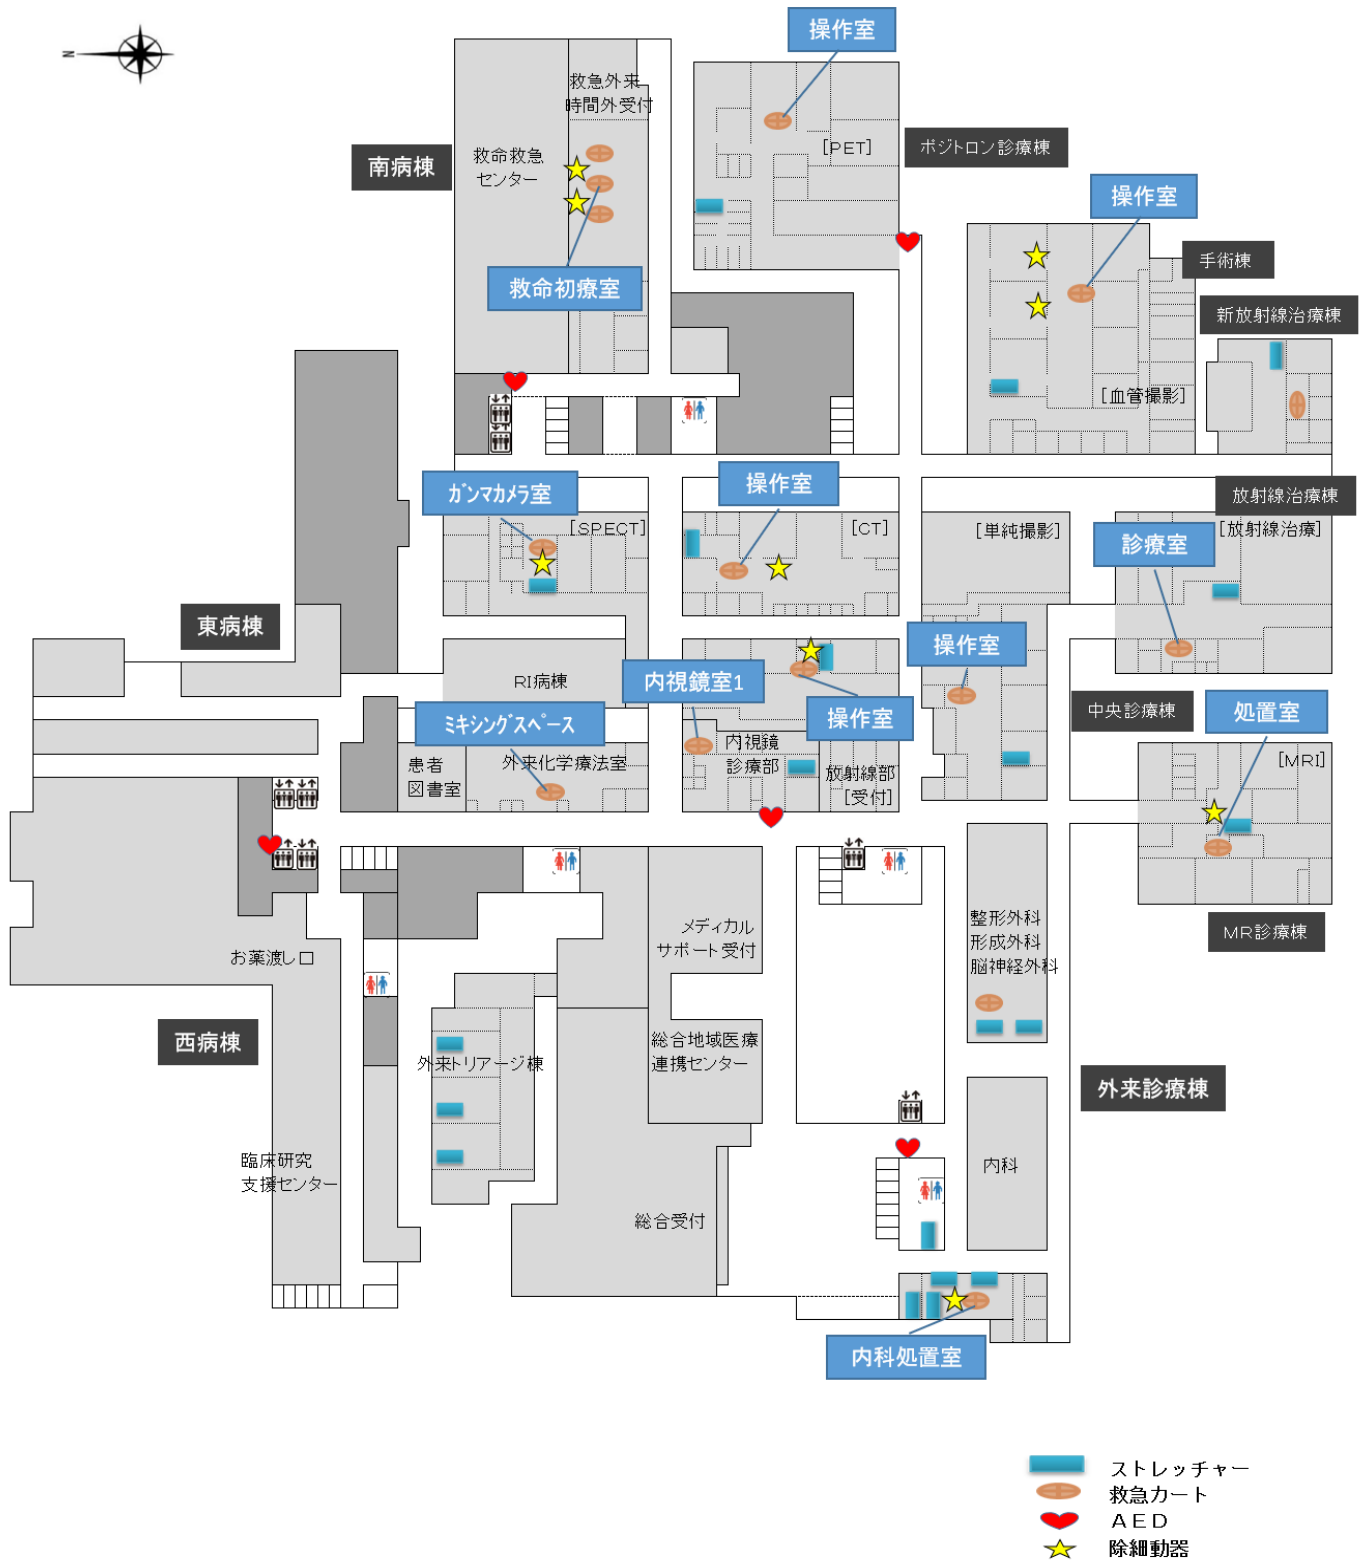 N
操作室
救急外来
時間外受付
[PET]
ポジトロン診療棟
南病棟
救命救急
センター
操作室
手術棟
救命初療室
新放射線治療棟
[血管撮影]
ガンマカメラ室
操作室
放射線治療棟
[SPECT]
[CT]
[単純撮影]
[放射線治療]
診療室
東病棟
操作室
RI病棟
内視鏡室1
ミキシングスペース
操作室
中央診療棟
処置室
患者
図書室
外来化学療法室
内視鏡
診療部
放射線部
[受付]
[MRI]
メディカル
サポート受付
整形外科
形成外科
脳神経外科
MR診療棟
お薬渡し口
西病棟
外来トリアージ棟
総合地域医療
連携センター
外来診療棟
臨床研究
支援センター
内科
総合受付
内科処置室
ストレッチャー
救急カート
AED
除細動器